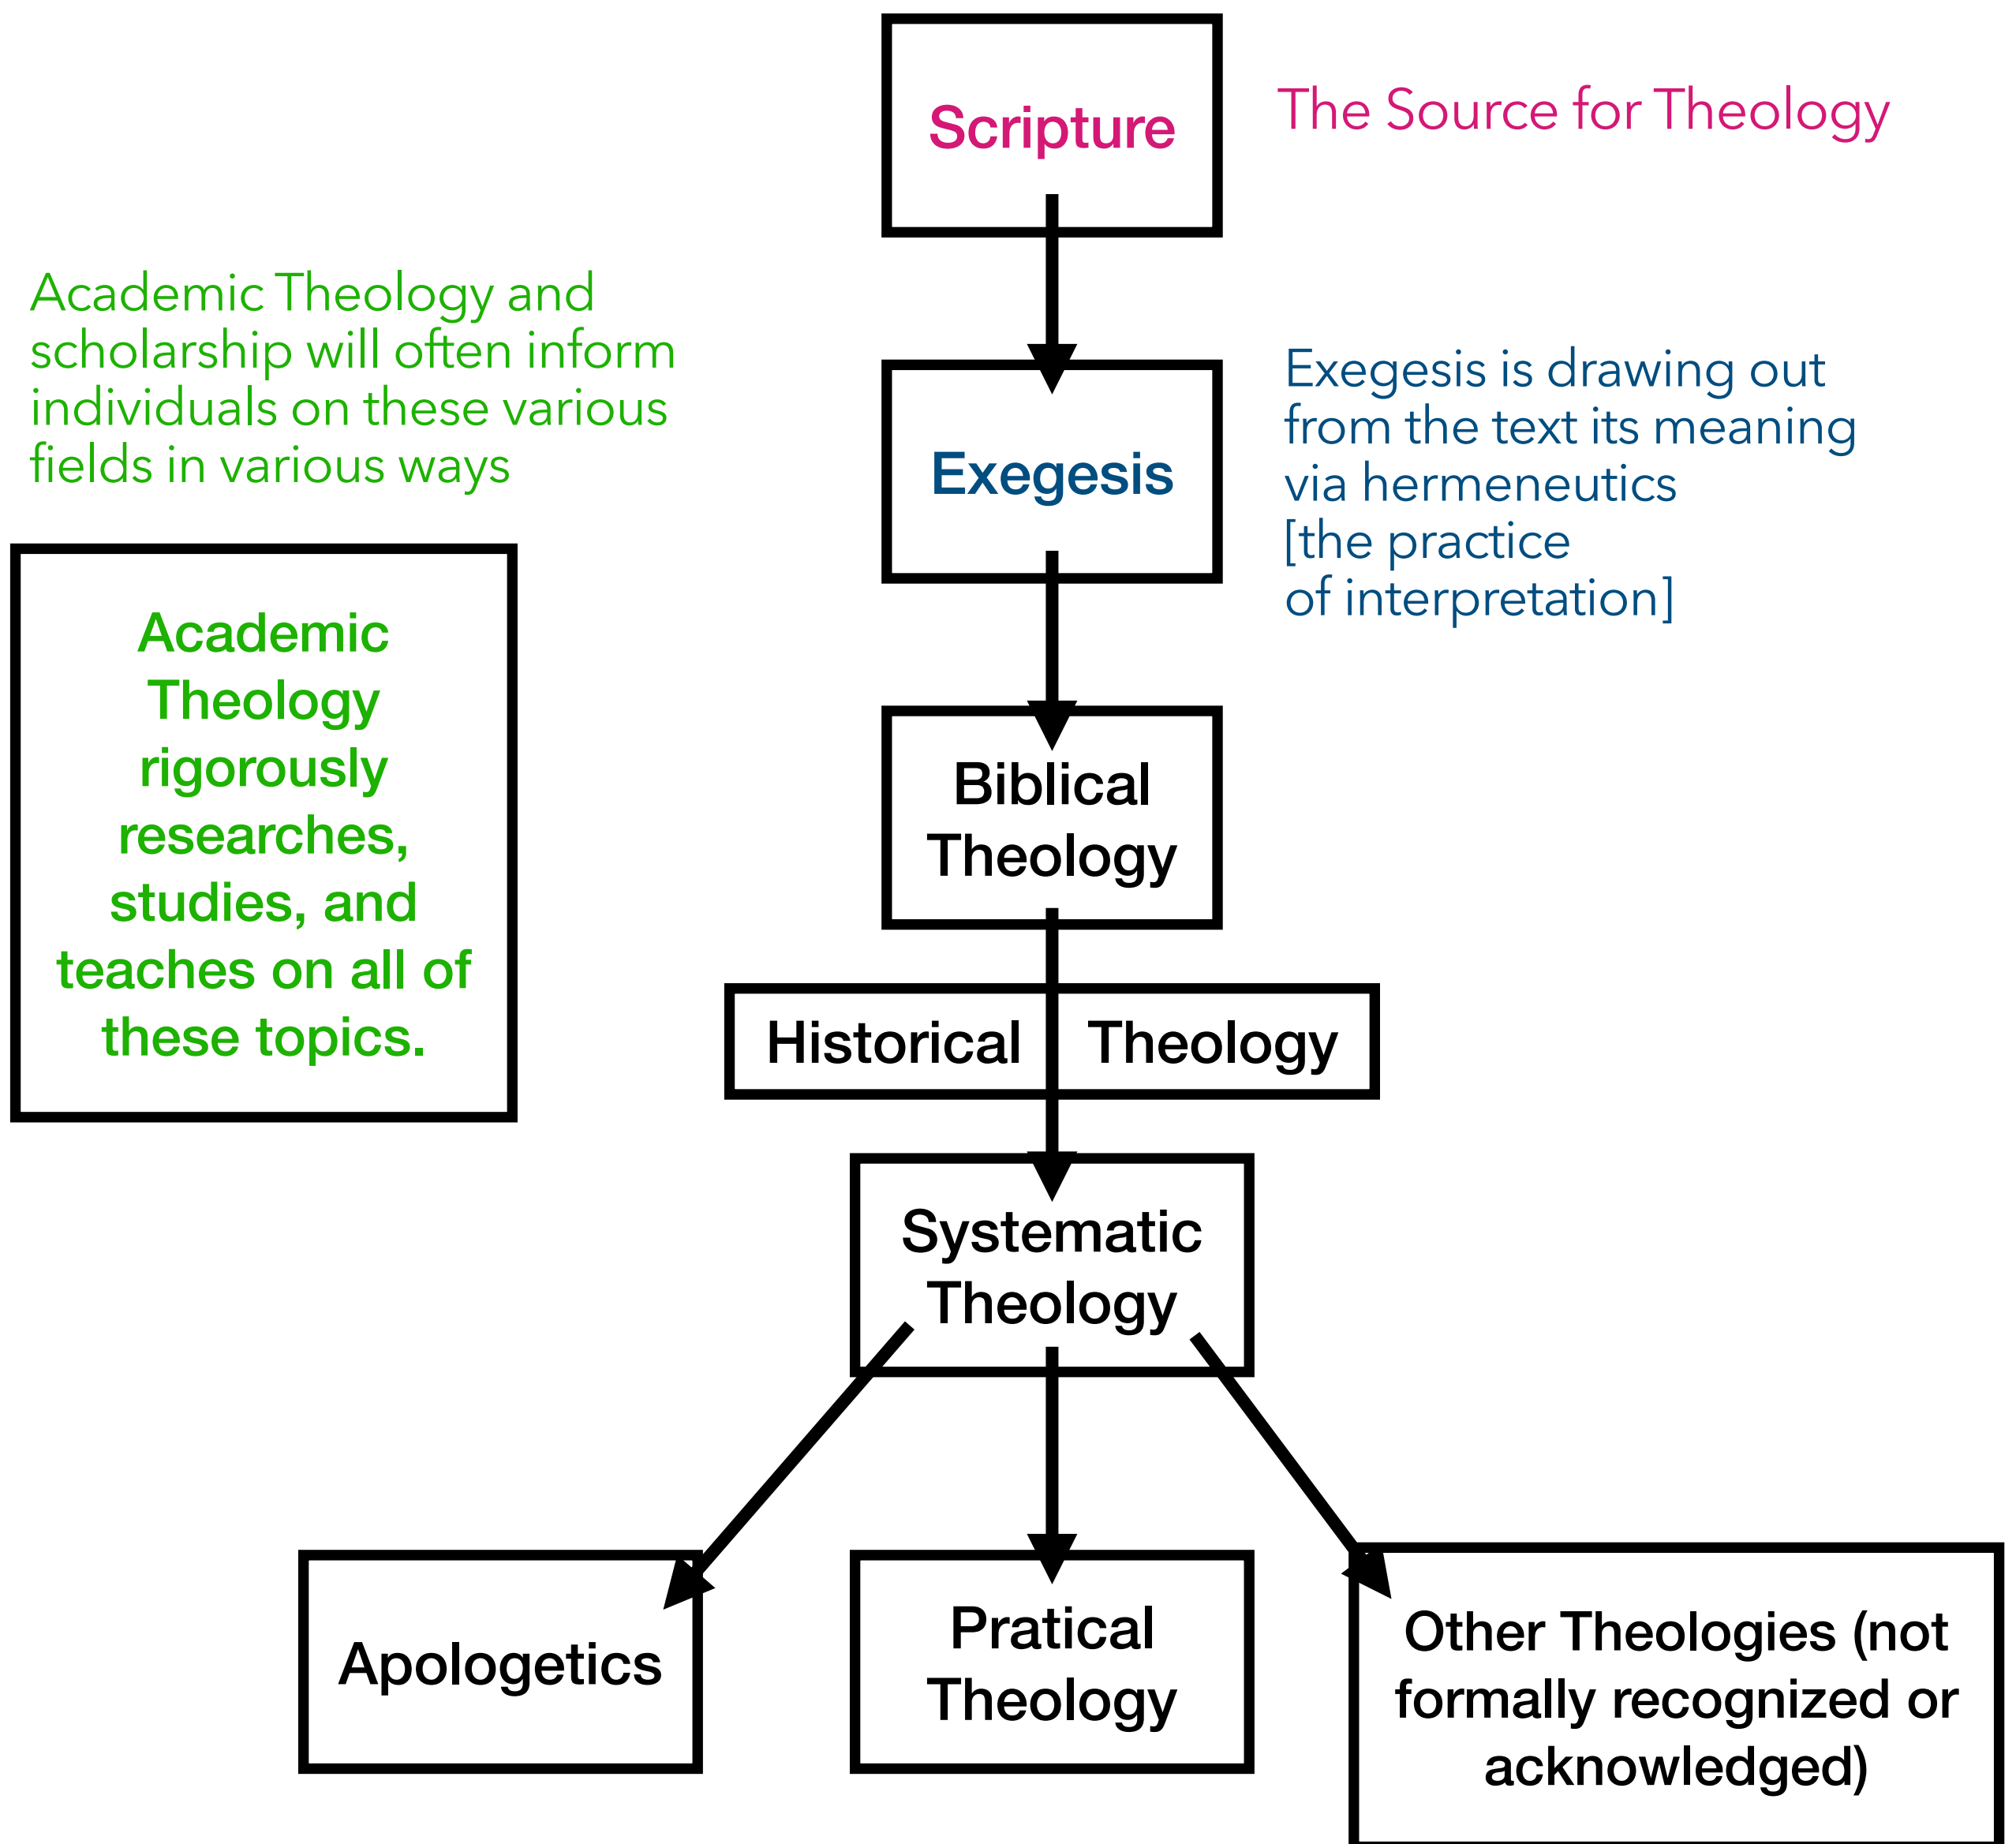 Scripture
The Source for Theology
Academic Theology and
scholarship will often inform
individuals on these various
fields in various ways
Exegesis
Exegesis is drawing out
from the text its meaning
via hermeneutics
[the practice
of interpretation]
Academic
Theology
rigorously
researches,
studies, and
teaches on all of
these topics.
Biblical
Theology
Historical Theology
Systematic
Theology
Apologetics
Pratical
Theology
Other Theologies (not
formally recognized or
acknowledged)